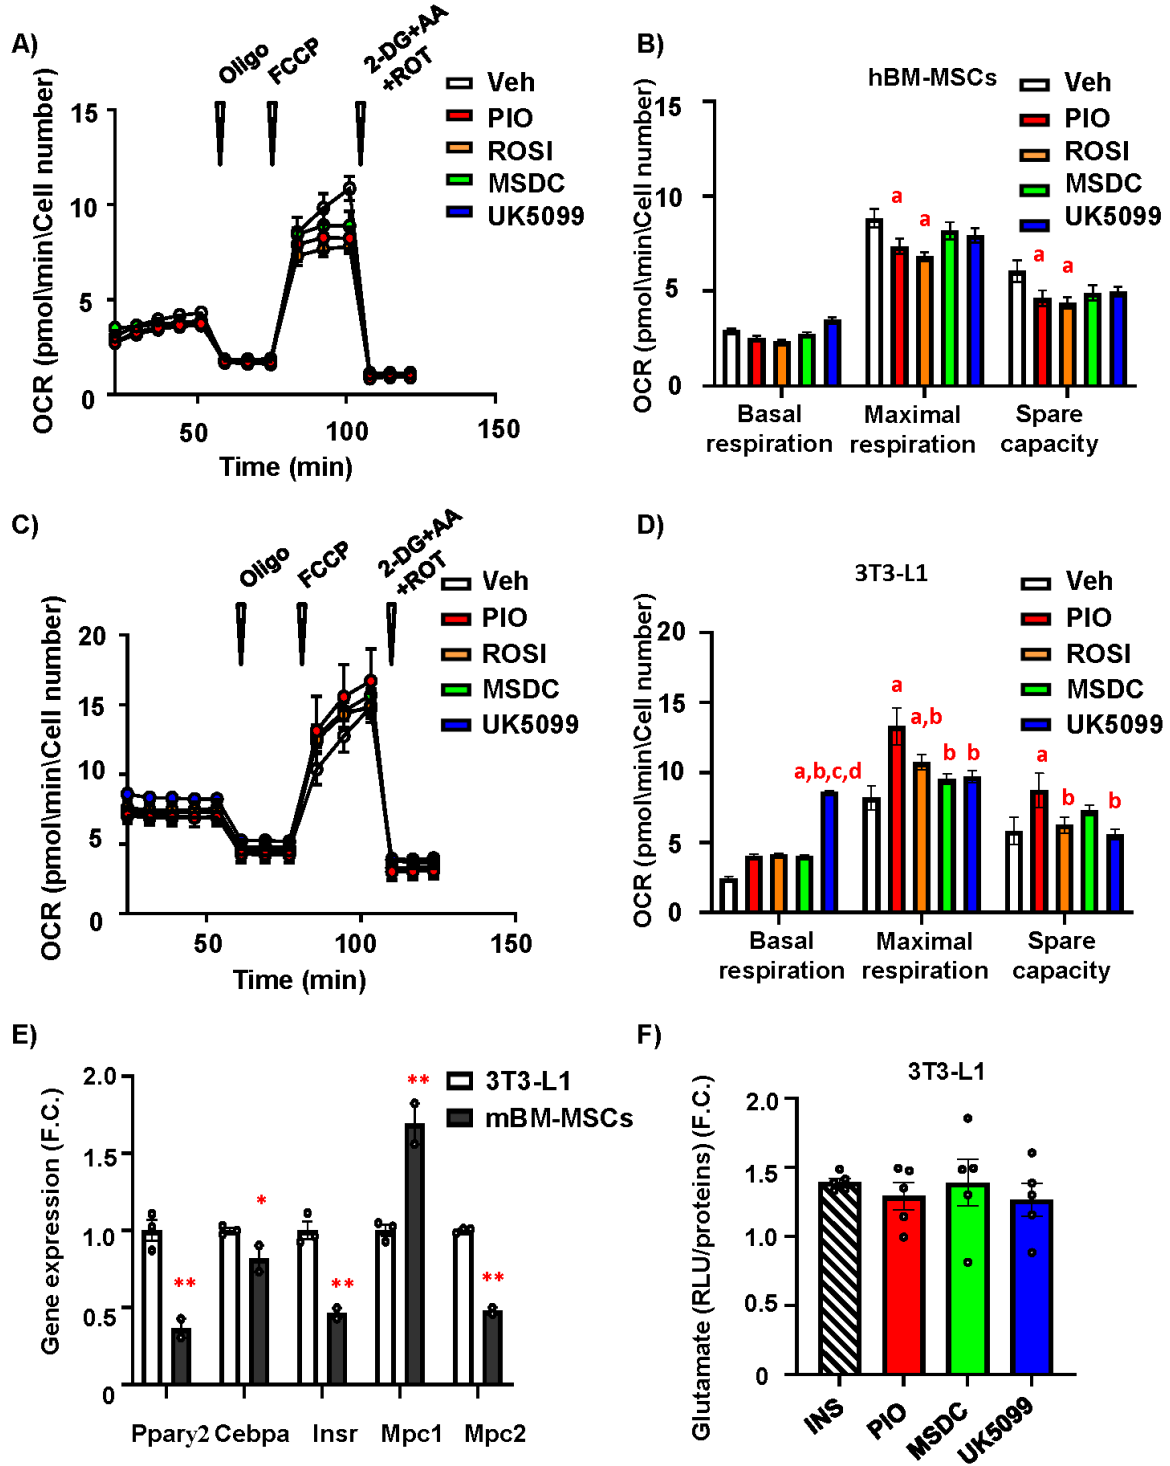 A)
Oligo
FCCP
2-DG+AA
+ROT
Veh
PIO
ROSI
MSDC
UK5099
OCR (pmol\min\Cell number)
15
10
5
0
50
100
150
Time (min)
B)
hBM-MSCs
Veh
PIO
ROSI
MSDC
UK5099
OCR (pmol\min\Cell number)
15
10
5
0
a
a
a
a
Basal
respiration
Maximal
respiration
Spare
capacity
C)
Oligo
FCCP
2-DG+AA
+ROT
Veh
PIO
ROSI
MSDC
UK5099
OCR (pmol\min\Cell number)
20
15
10
5
0
50
100
150
Time (min)
D)
3T3-L1
Veh
PIO
ROSI
MSDC
UK5099
OCR (pmol\min\Cell number)
20
15
10
5
0
a,b,c,d
a
a,b
b
b
a
b
b
Basal
respiration
Maximal
respiration
Spare
capacity
E)
3T3-L1
mBM-MSCs
Gene expression (F.C.)
2.0
1.5
1.0
0.5
0
**
*
**
**
**
Pparγ2
Cebpa
Insr
Mpc1
Mpc2
F)
3T3-L1
Glutamate (RLU/proteins) (F.C.)
2.0
1.5
1.0
0.5
0
INS
PIO
MSDC
UK5099